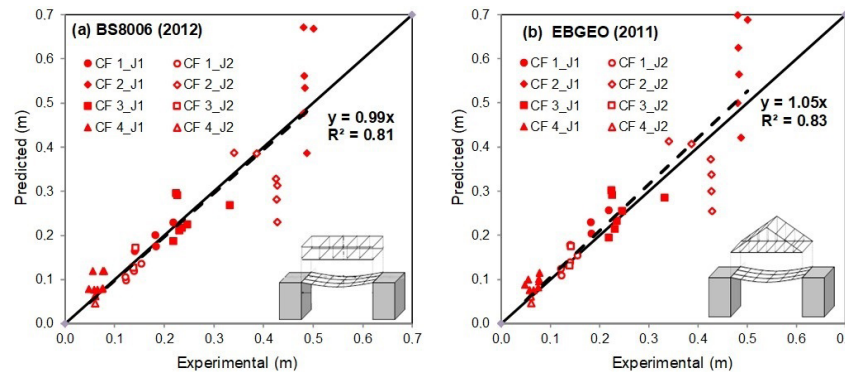 (a) BS8006 (2012)
CF 1_J1 CF 1_J2
CF 2_J1 CF 2_J2
CF 3_J1 CF 3_J2
CF 4_J1 CF 4_J2
y = 0.99x
R² = 0.81
Predicted (m)
0.7
0.6
0.5
0.4
0.3
0.2
0.1
0.0
0.0 0.1 0.2 0.3 0.4 0.5 0.6 0.7
Experimental (m)
(b) EBGEO (2011)
CF 1_J1 CF 1_J2
CF 2_J1 CF 2_J2
CF 3_J1 CF 3_J2
CF 4_J1 CF 4_J2
y = 1.05x
R² = 0.83
Predicted (m)
0.7
0.6
0.5
0.4
0.3
0.2
0.1
0.0
0.0 0.1 0.2 0.3 0.4 0.5 0.6
Experimental (m)